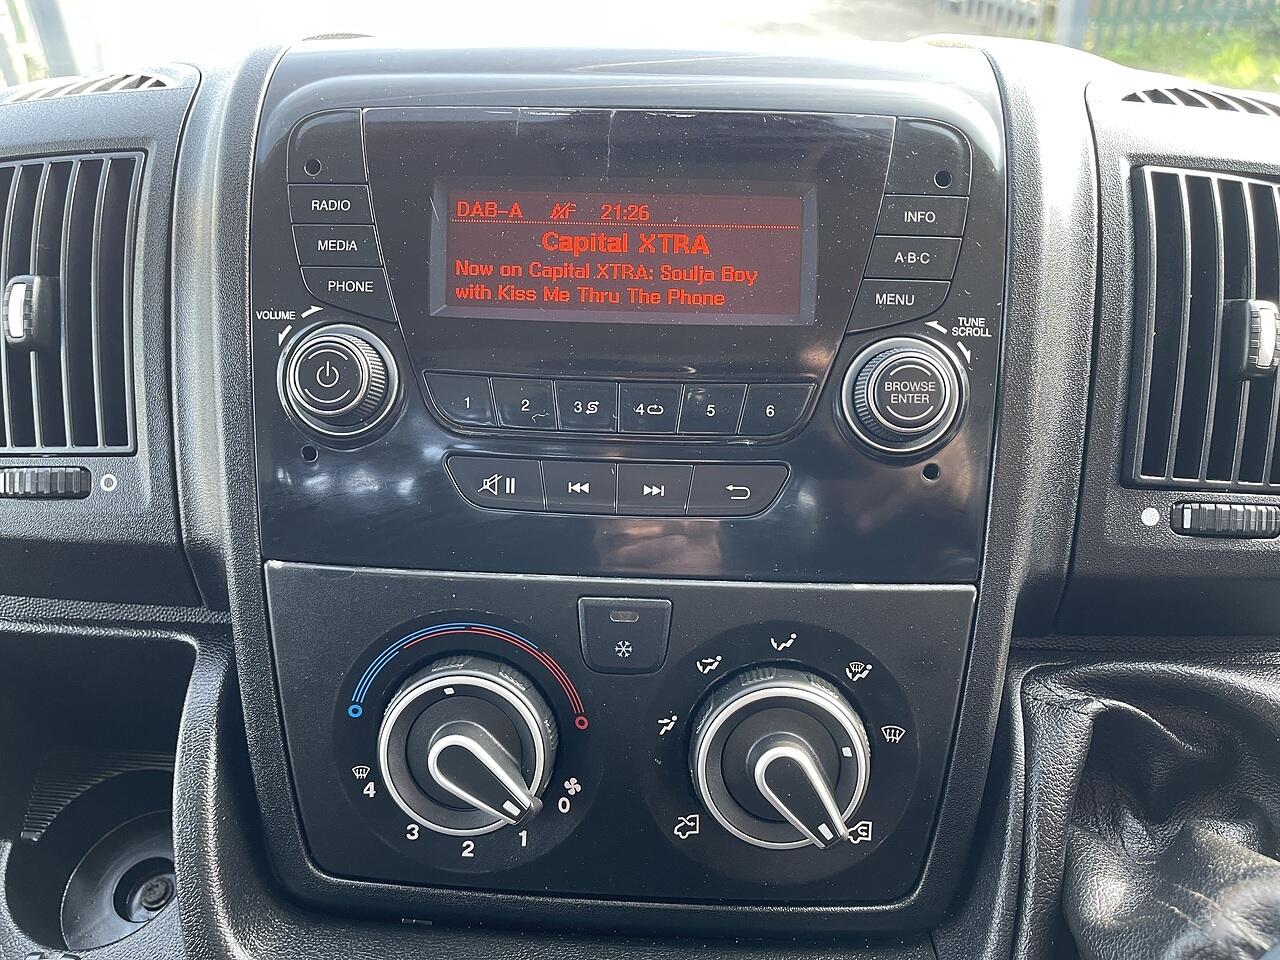 DAB-A AF 21:26
Capital XTRA
Now on Capital XTRA: Soulja Boy
with Kiss Me Thru The Phone
RADIO
MEDIA
PHONE
VOLUME
INFO
A·B·C
MENU
TUNE
SCROLL
BROWSE
ENTER
1 2 3 4 5 6
4
3
2
1
0